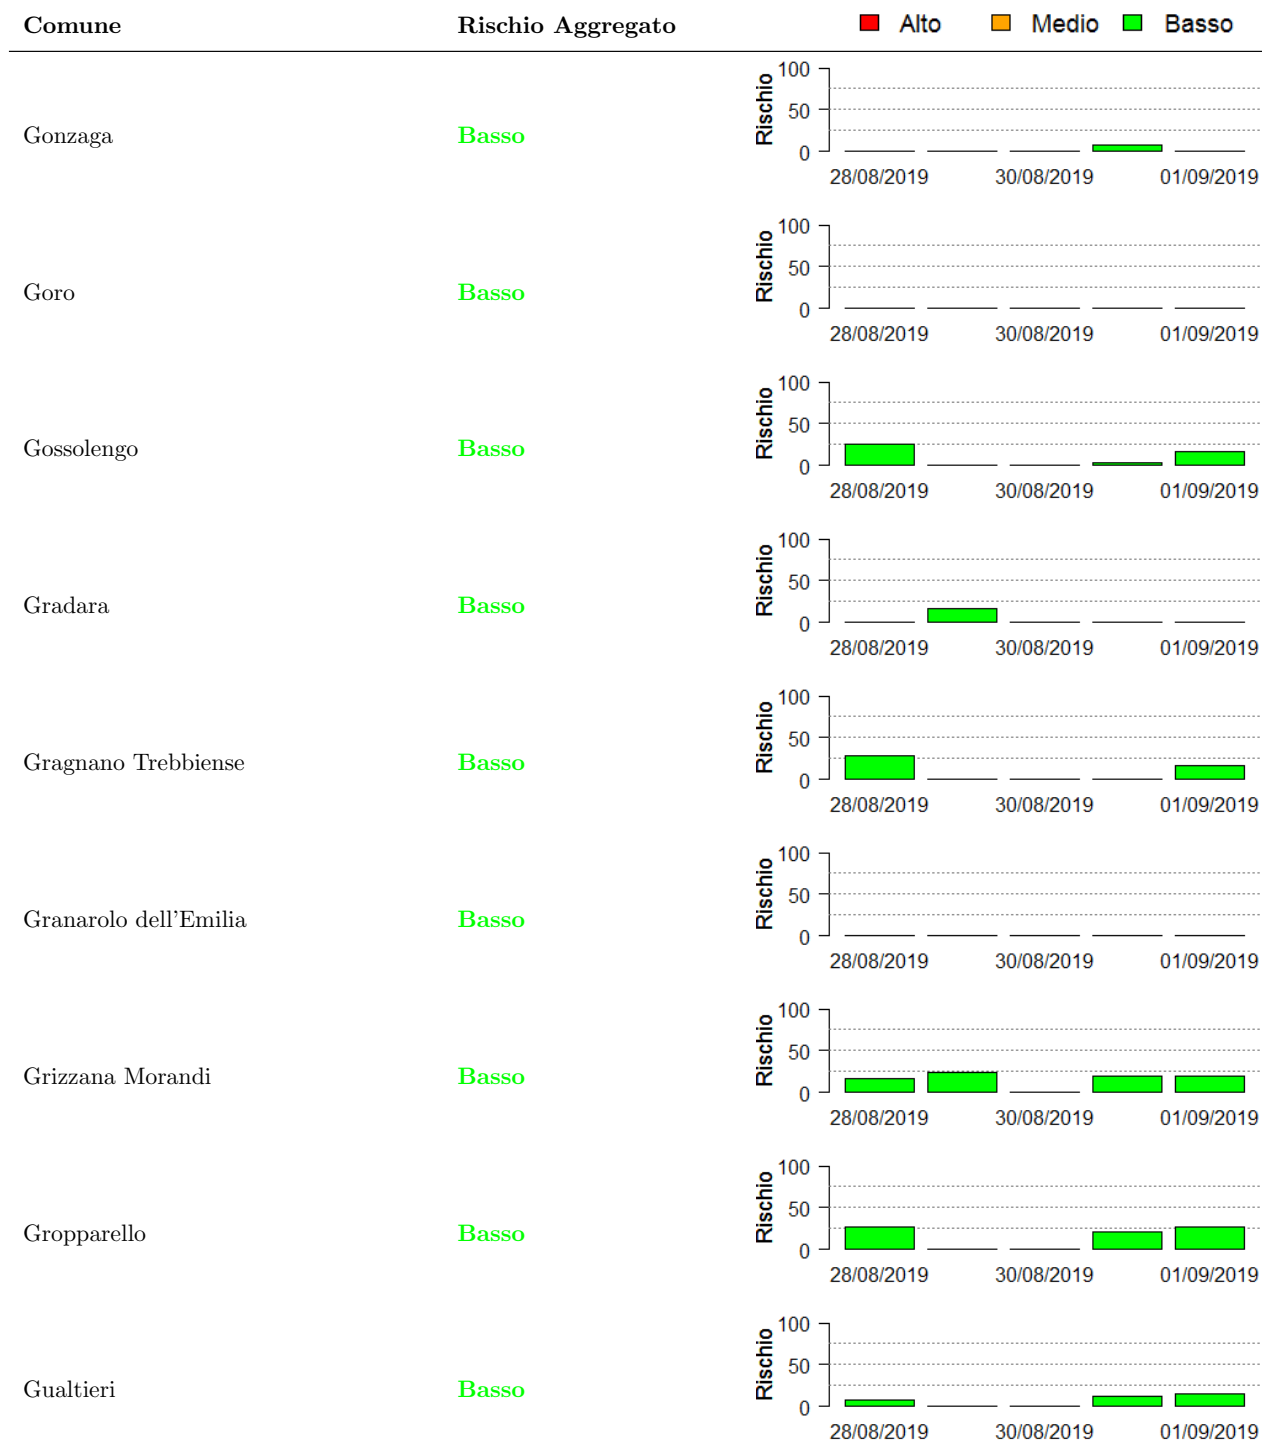 Comune Rischio Aggregato Alto Medio Basso
Gonzaga Basso Rischio 100 50 0
28/08/2019 30/08/2019 01/09/2019
Goro Basso Rischio 100 50 0
28/08/2019 30/08/2019 01/09/2019
Gossolengo Basso Rischio 100 50 0
28/08/2019 30/08/2019 01/09/2019
Gradara Basso Rischio 100 50 0
28/08/2019 30/08/2019 01/09/2019
Gragnano Trebbiense Basso Rischio 100 50 0
28/08/2019 30/08/2019 01/09/2019
Granarolo dell'Emilia Basso Rischio 100 50 0
28/08/2019 30/08/2019 01/09/2019
Grizzana Morandi Basso Rischio 100 50 0
28/08/2019 30/08/2019 01/09/2019
Gropparello Basso Rischio 100 50 0
28/08/2019 30/08/2019 01/09/2019
Gualtieri Basso Rischio 100 50 0
28/08/2019 30/08/2019 01/09/2019